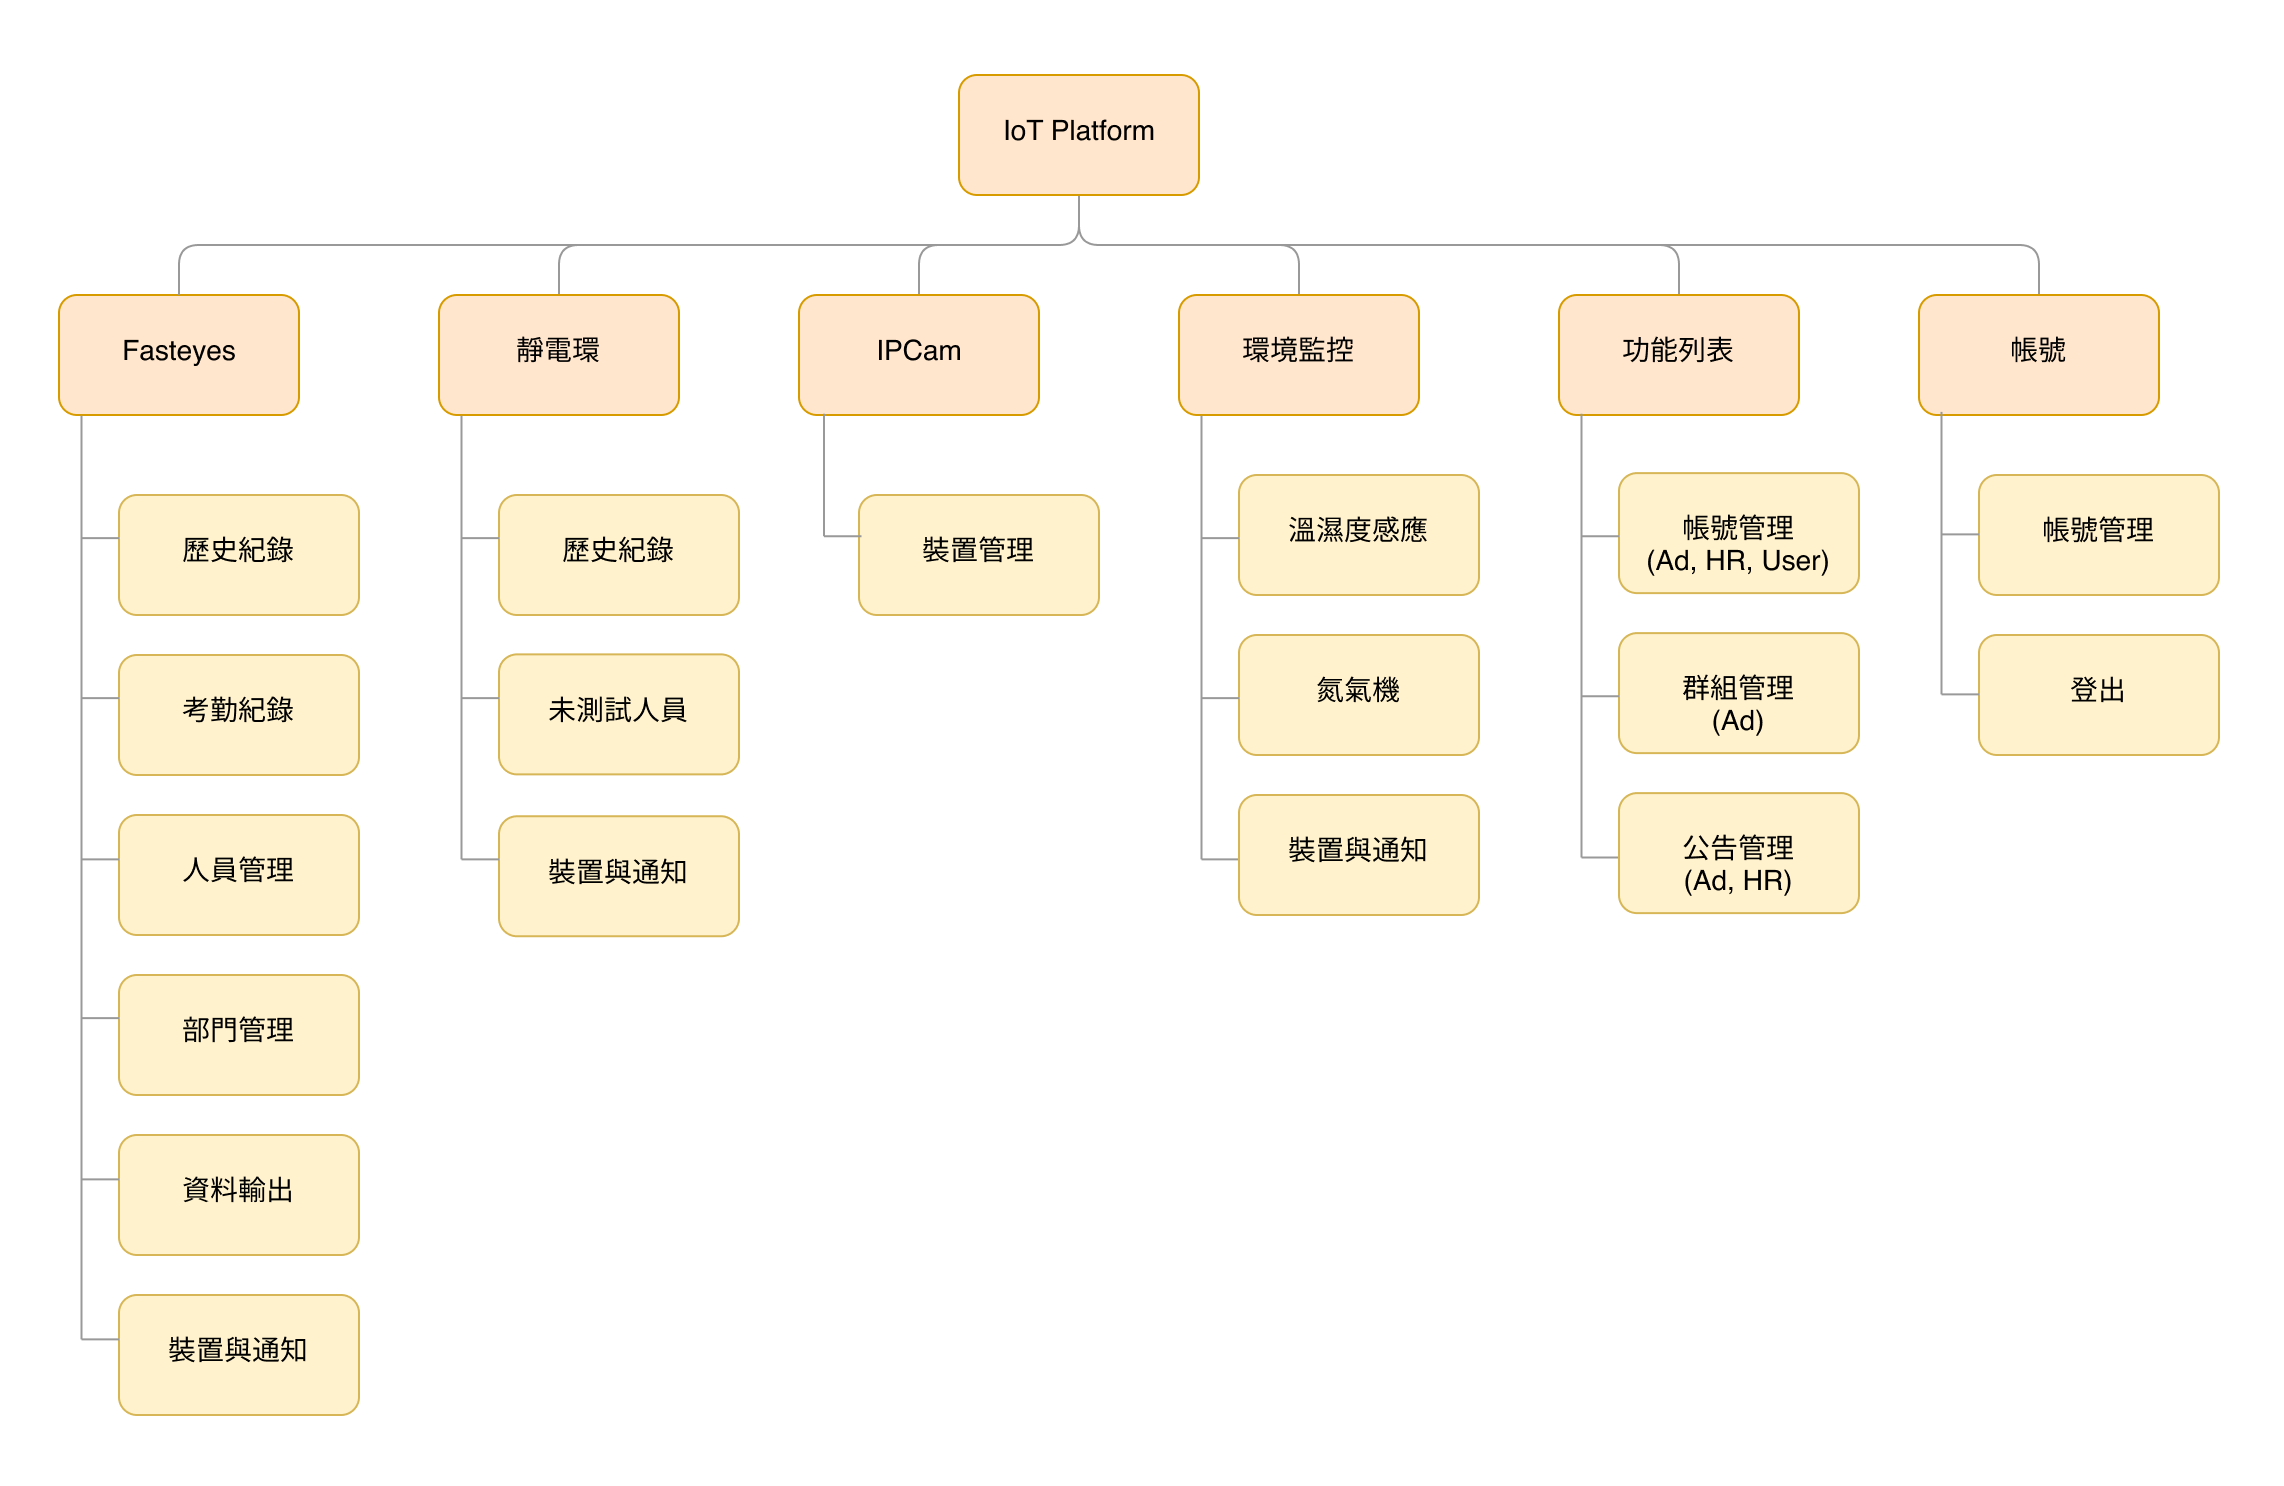 IoT Platform
Fasteyes
靜電環
IPCam
環境監控
功能列表
帳號
歷史紀錄
考勤紀錄
人員管理
部門管理
資料輸出
裝置與通知
歷史紀錄
未測試人員
裝置與通知
裝置管理
溫濕度感應
氮氣機
裝置與通知
帳號管理
(Ad, HR, User)
群組管理
(Ad)
公告管理
(Ad, HR)
帳號管理
登出